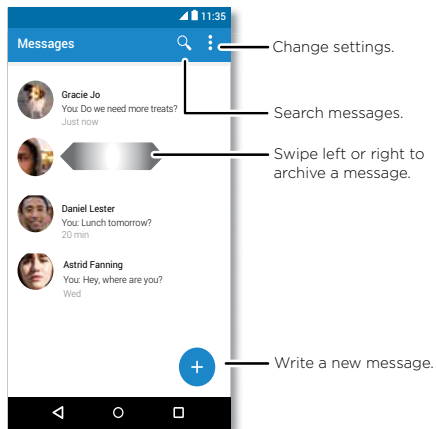 11:35
Messages
Change settings.
Gracie Jo
You: Do we need more treats?
Just now
Search messages.
Swipe left or right to
archive a message.
Daniel Lester
You: Lunch tomorrow?
20 min
Astrid Fanning
You: Hey, where are you?
Wed
Write a new message.